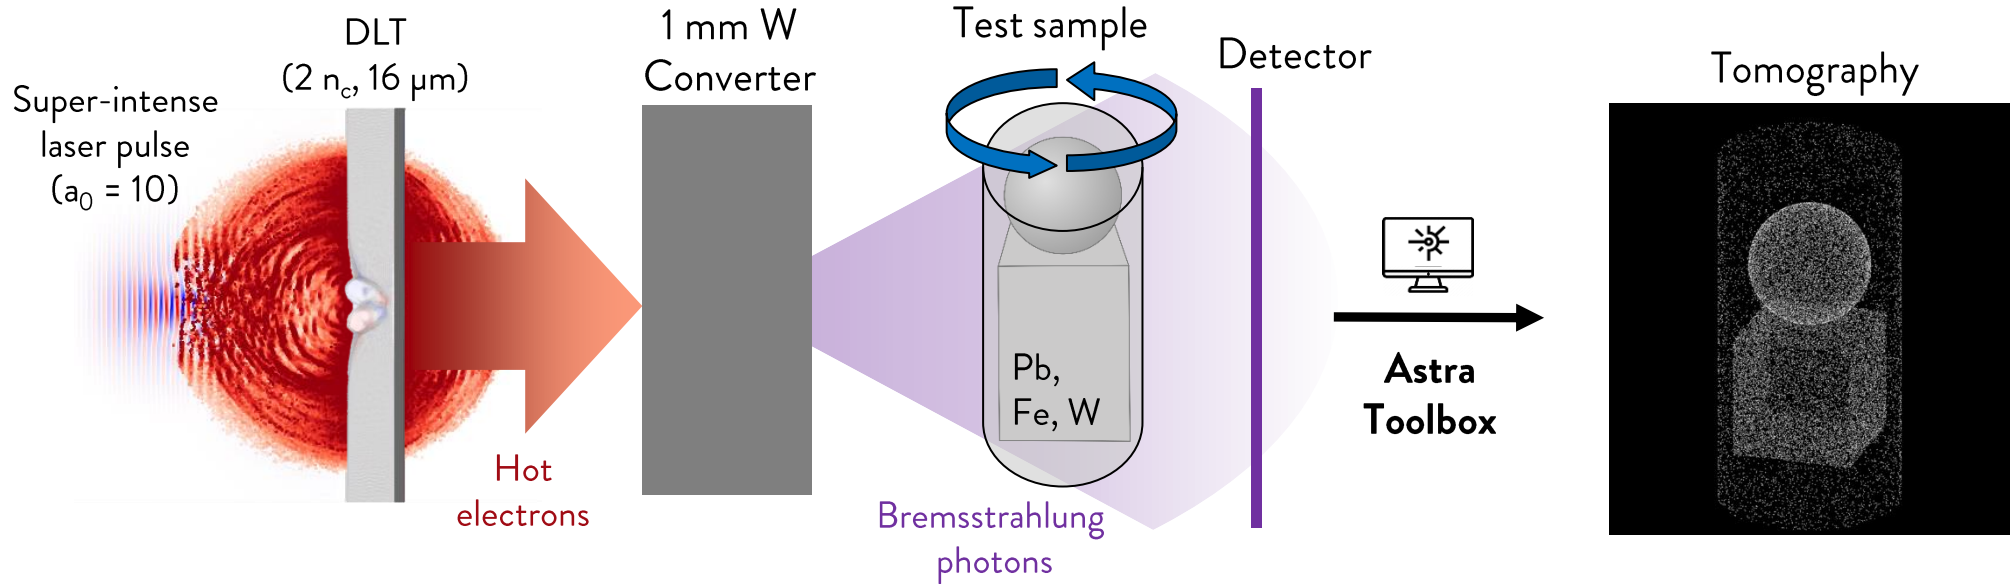 Super-intense
laser pulse
(a₀ = 10)
DLT
(2 n꜀, 16 μm)
Hot
electrons
1 mm W
Converter
Test sample
Pb,
Fe, W
Bremsstrahlung
photons
Detector
Astra
Toolbox
Tomography